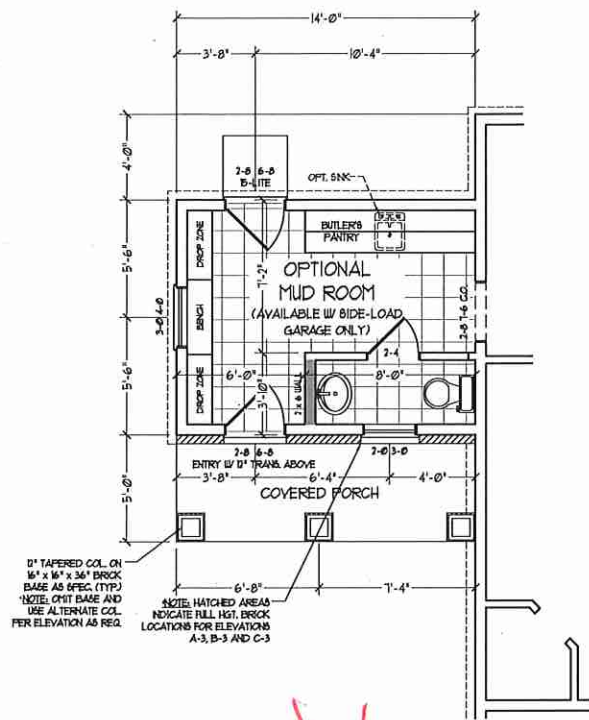 14'-0"
3'-8"
10'-4"
4'-0"
2-8 6-8
15-LITE
OPT. SINK
BUTLER'S
PANTRY
DROP ZONE
5'-6"
7'-2"
OPTIONAL
MUD ROOM
(AVAILABLE W/ SIDE-LOAD
GARAGE ONLY)
BENCH
3-0 4-0
2-8 7-6 C.O.
5'-6"
2-4
6'-0"
8'-0"
DROP ZONE
3'-10"
2 x 6 WALL
2-8 6-8
ENTRY W/ 12" TRANS. ABOVE
2-0 3-0
3'-8"
6'-4"
4'-0"
5'-0"
COVERED PORCH
12" TAPERED COL. ON
16" x 16" x 36" BRICK
BASE AS SPEC. (TYP.)
NOTE: OMIT BASE AND
USE ALTERNATE COL.
PER ELEVATION AS REQ.
6'-8"
7'-4"
NOTE: HATCHED AREAS
INDICATE FULL HGT. BRICK
LOCATIONS FOR ELEVATIONS
A-3, B-3 AND C-3